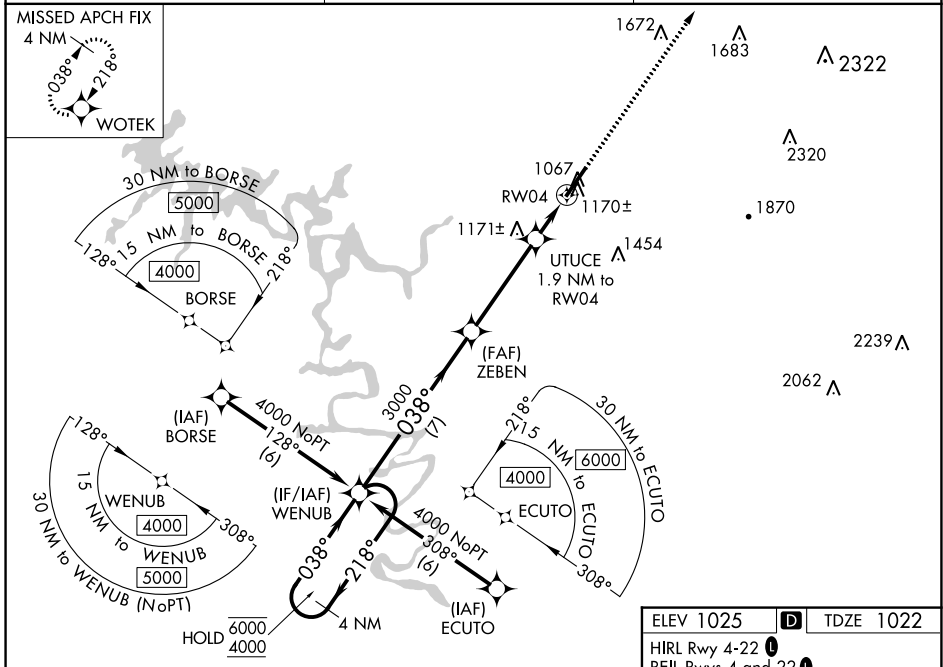 MISSED APCH FIX
4 NM
038°
218°
WOTEK
1672
1683
2322
2320
1870
1067
RW04
1170±
1171±
1454
UTUCE
1.9 NM to
RW04
30 NM to BORSE
5000
15 NM to BORSE
4000
128°
218°
BORSE
(FAF)
ZEBEN
2239
2062
3000
038°
(7)
(IAF)
BORSE
4000 NoPT
128°
(6)
(IF/IAF)
WENUB
128°
WENUB
4000
308°
15 NM to WENUB
5000
30 NM to WENUB (NoPT)
218°
30 NM to ECUTO
6000
15 NM to ECUTO
4000
ECUTO
308°
4000 NoPT
308°
(6)
(IAF)
ECUTO
038°
218°
4 NM
HOLD 6000
4000
ELEV 1025 D TDZE 1022
HIRL Rwy 4-22 L
REIL Rwys 4 and 22 L